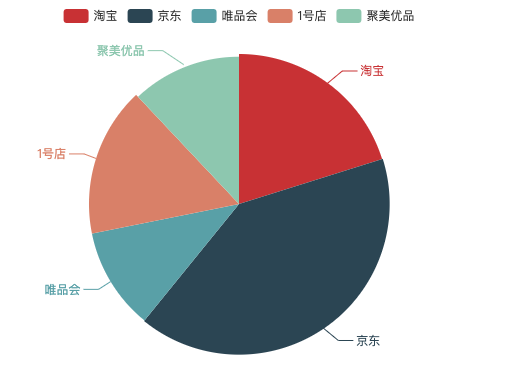 淘宝 京东 唯品会 1号店 聚美优品
聚美优品
淘宝
1号店
唯品会
京东